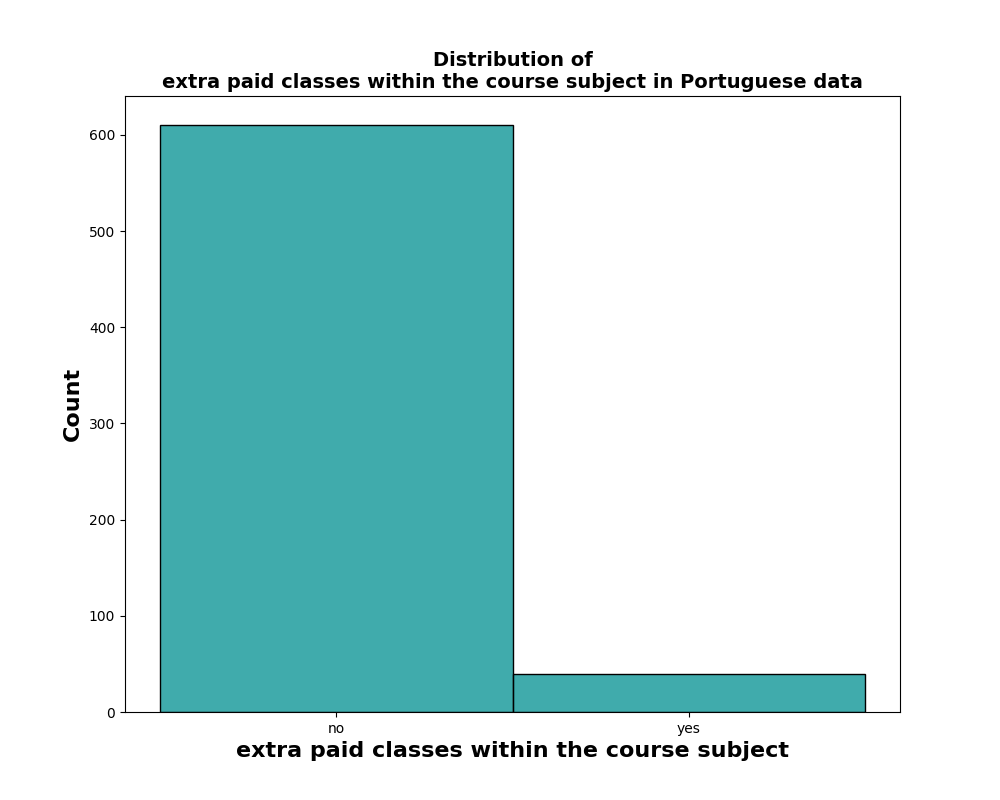 Distribution of
extra paid classes within the course subject in Portuguese data
600
500
400
300
200
100
0
Count
no yes
extra paid classes within the course subject